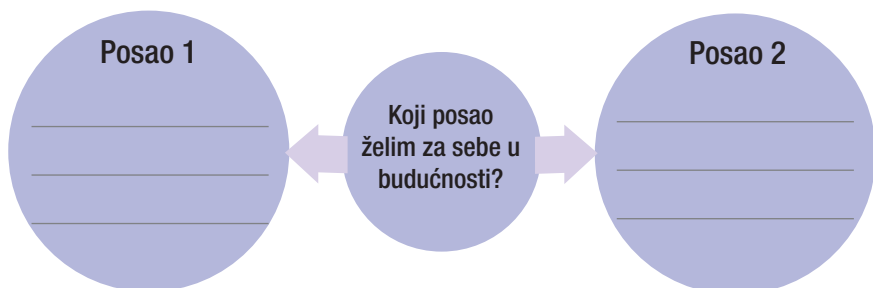 Posao 1
Koji posao
želim za sebe u
budućnosti?
Posao 2